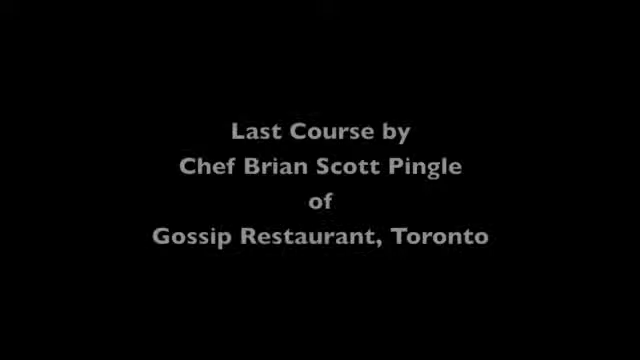 Last Course by
Chef Brian Scott Pingle
of
Gossip Restaurant, Toronto